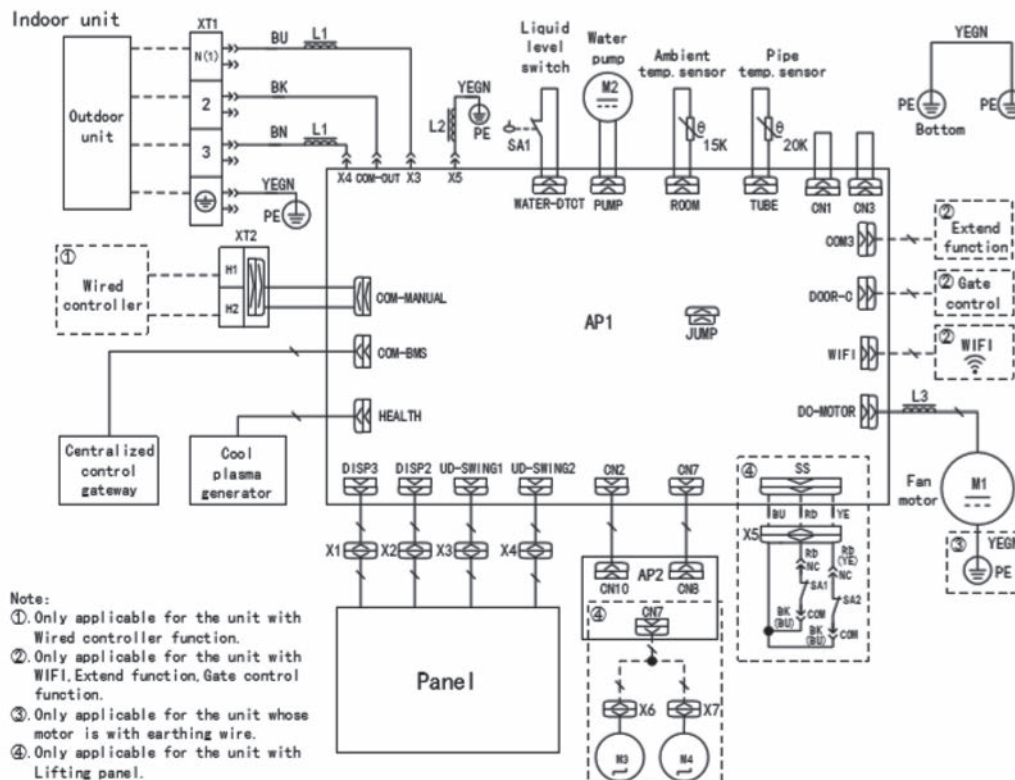 Indoor unit
XT1
N(1)
2
3
Outdoor
unit
BU
L1
BK
BN
L1
YEGN
PE
X4
COM-OUT
X3
L2
YEGN
PE
X5
Liquid
level
switch
SA1
WATER-DTCT
Water
pump
M2
PUMP
Ambient
temp. sensor
θ
15K
ROOM
Pipe
temp. sensor
θ
20K
TUBE
CN1
CN3
YEGN
PE
PE
Bottom
①
Wired
controller
XT2
H1
H2
COM-MANUAL
COM-BMS
HEALTH
Centralized
control
gateway
Cool
plasma
generator
AP1
JUMP
COM3
② Extend
function
DOOR-C
② Gate
control
WIFI
② WIFI
DO-MOTOR
L3
Fan
motor
M1
③ YEGN
PE
DISP3
DISP2
UD-SWING1
UD-SWING2
CN2
CN7
X1
X2
X3
X4
Panel
AP2
CN10
CN8
④
CN7
X6
X7
M3
M4
④
SS
BU
RD
YE
X5
RD
NC
SA1
COM
BK
(BU)
RD
(YE)
NC
SA2
COM
BK
(BU)
Note:
①. Only applicable for the unit with
Wired controller function.
②. Only applicable for the unit with
WIFI, Extend function, Gate control
function.
③. Only applicable for the unit whose
motor is with earthing wire.
④. Only applicable for the unit with
Lifting panel.